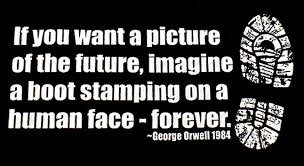 If you want a picture
of the future, imagine
a boot stamping on a
human face - forever.
~George Orwell 1984